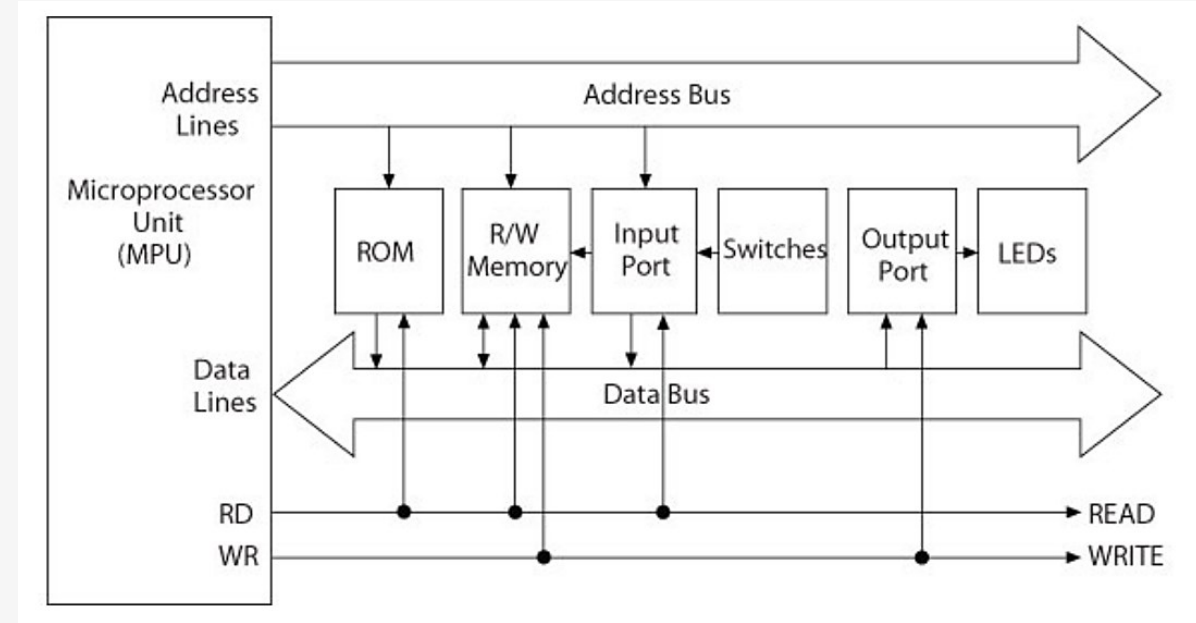 Address
Lines
Address Bus
Microprocessor
Unit
(MPU)
ROM
R/W
Memory
Input
Port
Switches
Output
Port
LEDs
Data
Lines
Data Bus
RD
READ
WR
WRITE